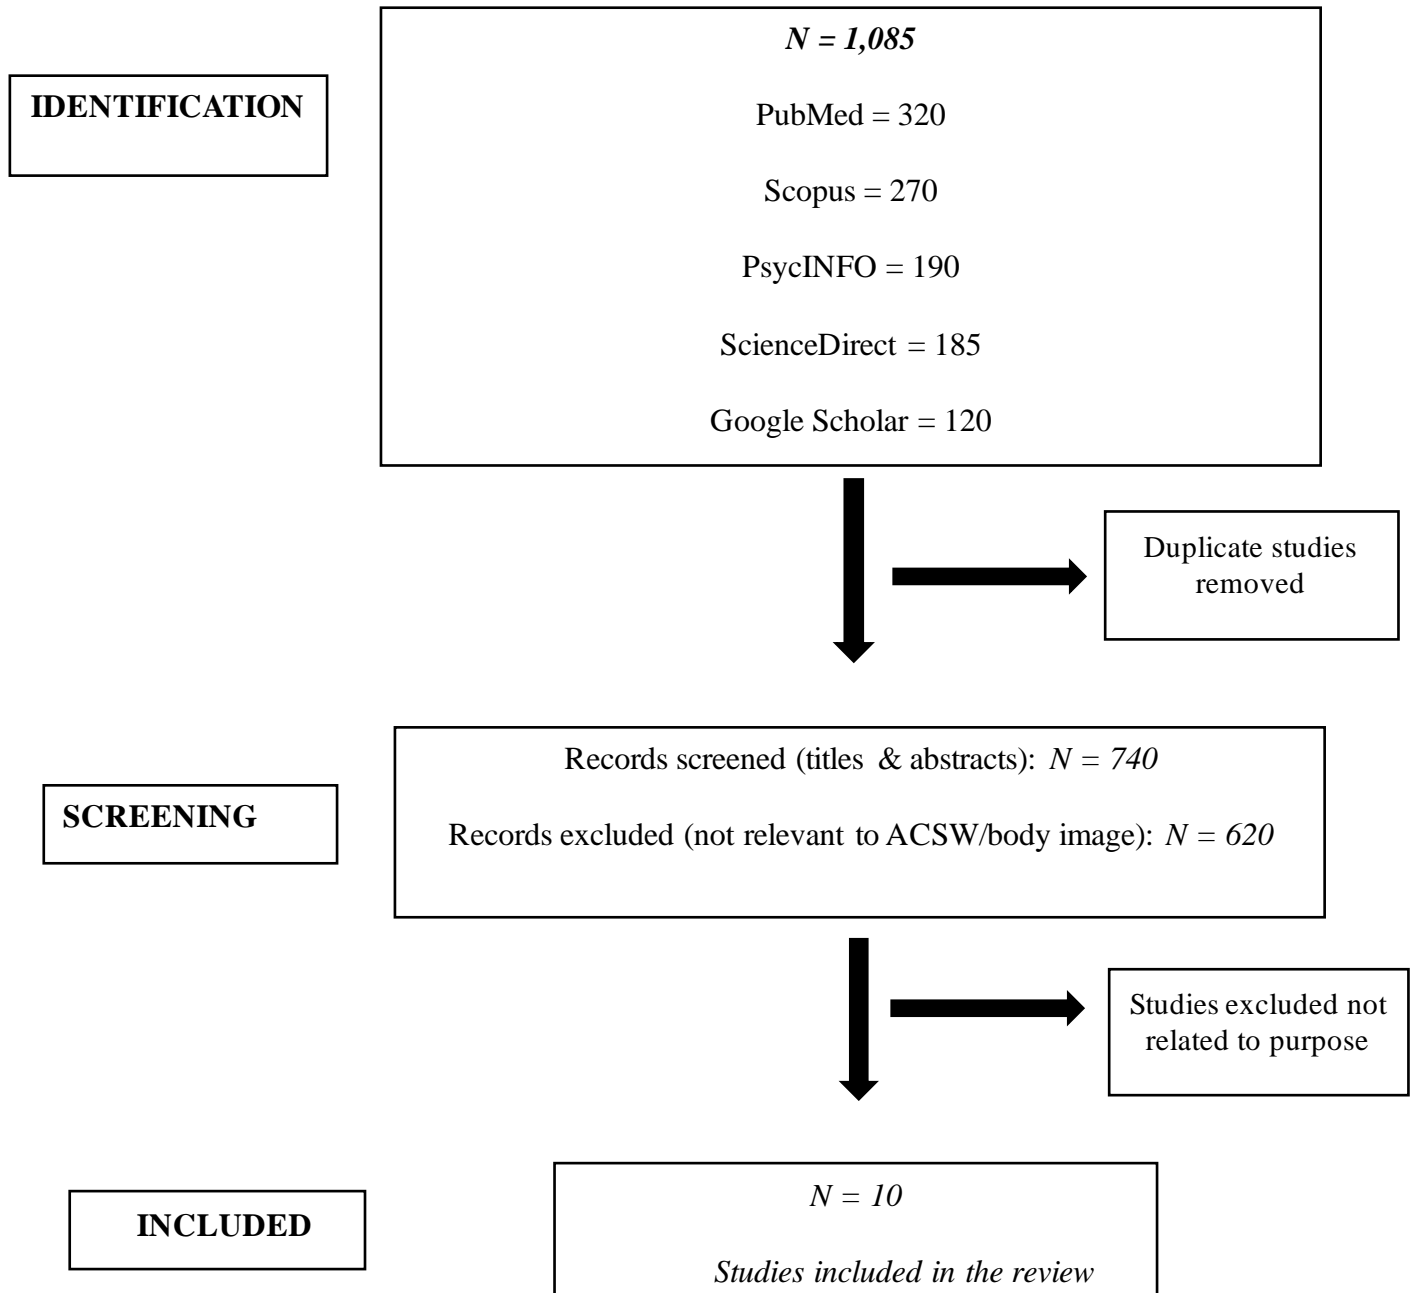 IDENTIFICATION
N = 1,085
PubMed = 320
Scopus = 270
PsycINFO = 190
ScienceDirect = 185
Google Scholar = 120
Duplicate studies
removed
SCREENING
Records screened (titles & abstracts): N = 740
Records excluded (not relevant to ACSW/body image): N = 620
Studies excluded not
related to purpose
INCLUDED
N = 10
Studies included in the review